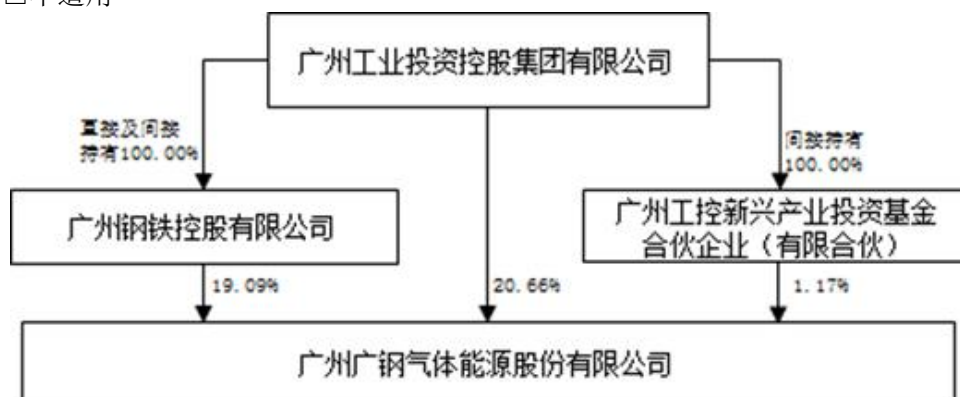 广州工业投资控股集团有限公司
直接及间接
持有100.00%
间接持有
100.00%
广州钢铁控股有限公司
广州工控新兴产业投资基金
合伙企业（有限合伙）
19.09%
20.66%
1.17%
广州广钢气体能源股份有限公司